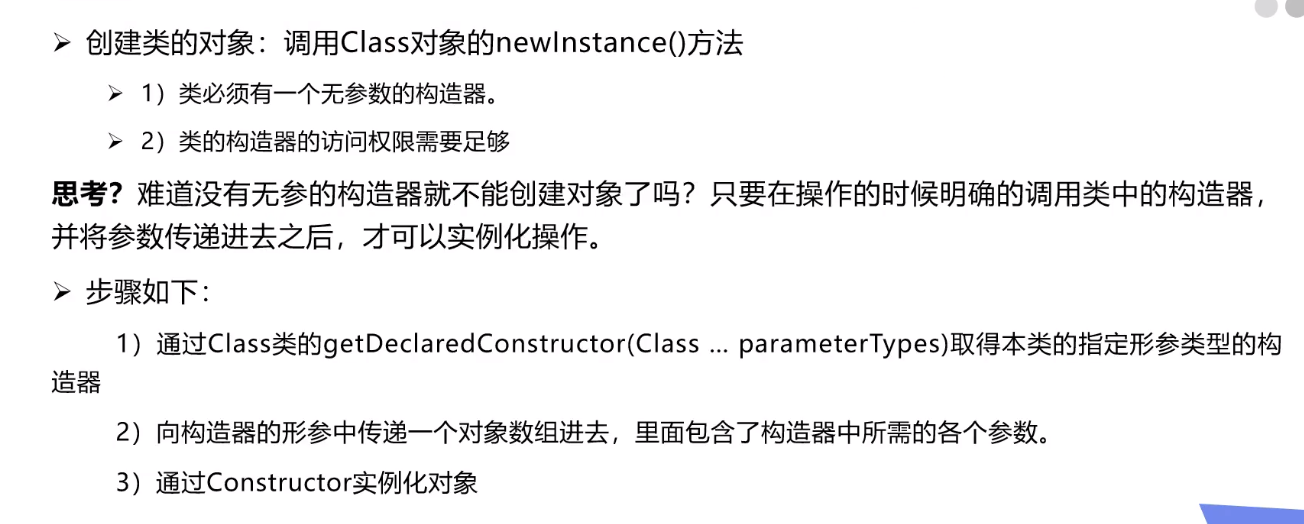 ➢ 创建类的对象：调用Class对象的newInstance()方法
➢ 1）类必须有一个无参数的构造器。
➢ 2）类的构造器的访问权限需要足够
思考？难道没有无参的构造器就不能创建对象了吗？只要在操作的时候明确的调用类中的构造器，
并将参数传递进去之后，才可以实例化操作。
➢ 步骤如下：
1）通过Class类的getDeclaredConstructor(Class … parameterTypes)取得本类的指定形参类型的构
造器
2）向构造器的形参中传递一个对象数组进去，里面包含了构造器中所需的各个参数。
3）通过Constructor实例化对象